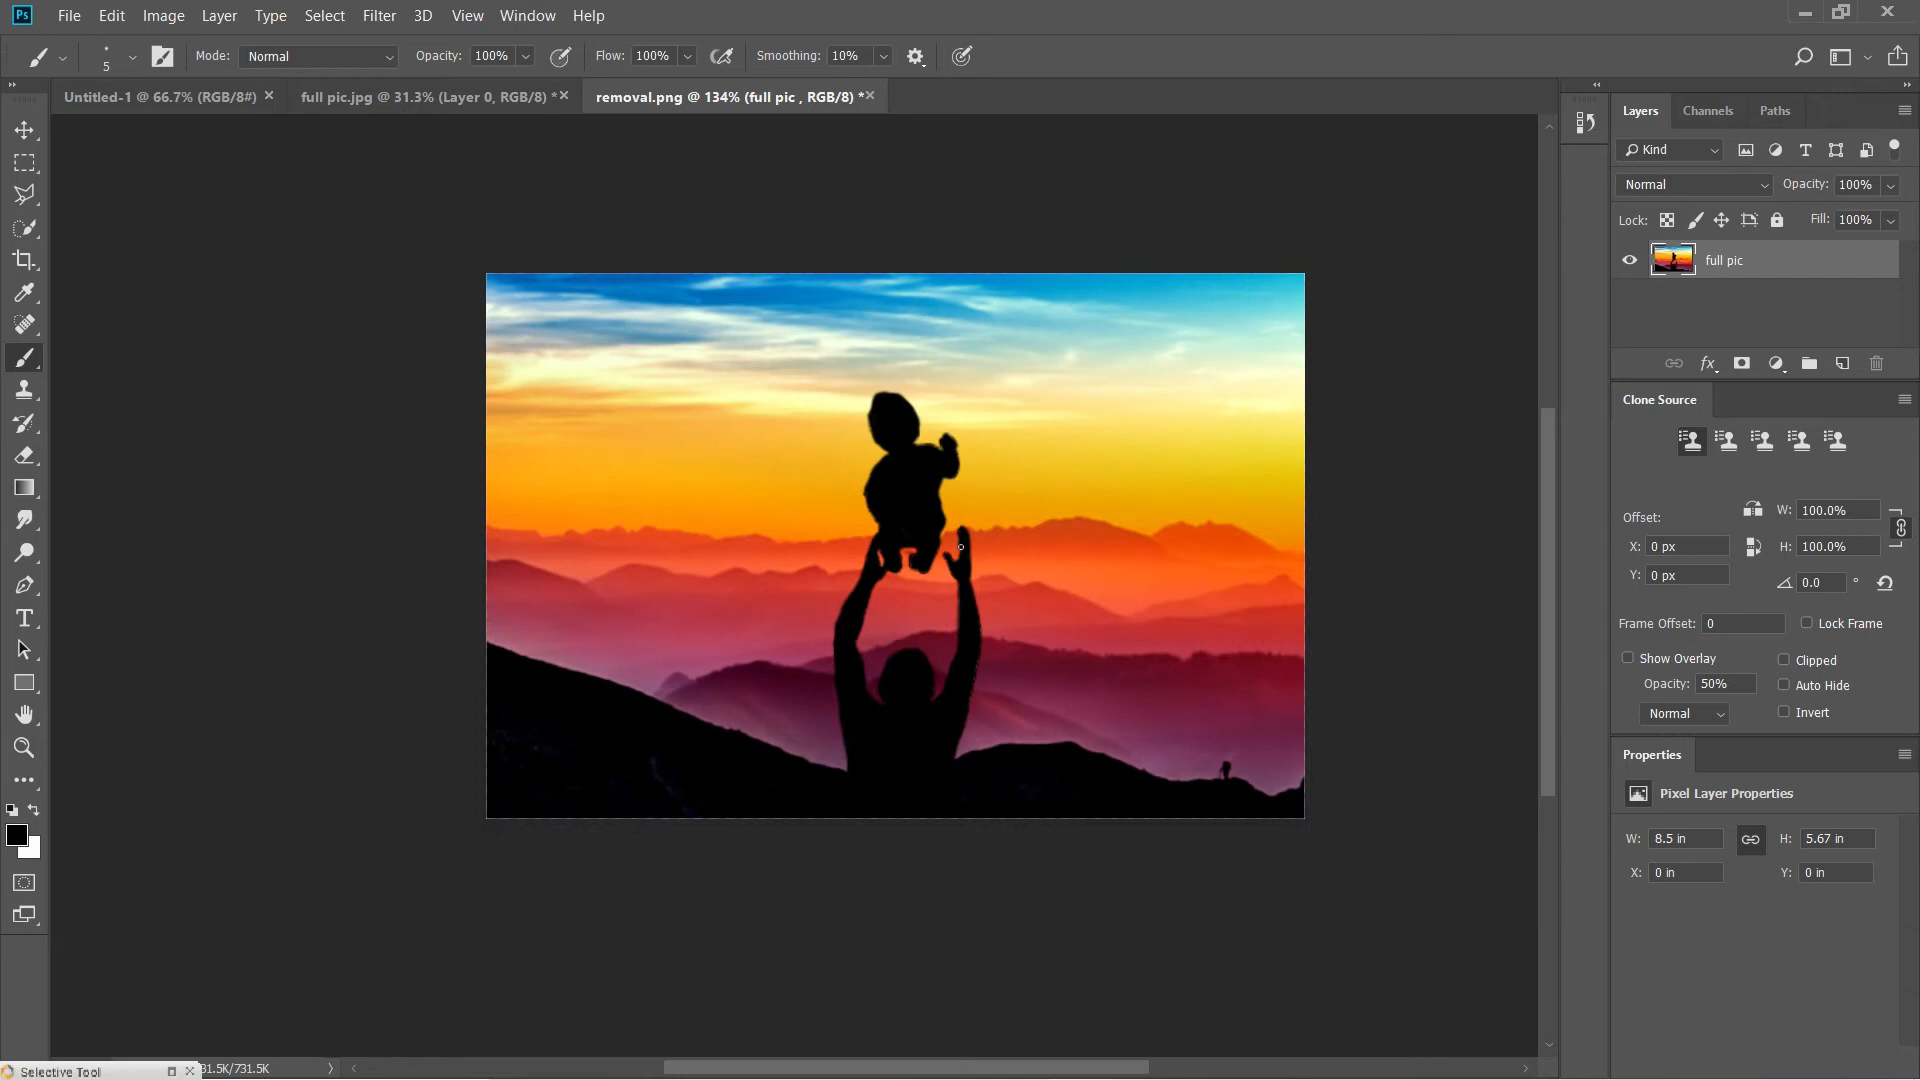 Ps File Edit Image Layer Type Select Filter 3D View Window Help
5 Mode: Normal Opacity: 100% Flow: 100% Smoothing: 10%
Untitled-1 @ 66.7% (RGB/8#) × full pic.jpg @ 31.3% (Layer 0, RGB/8) * × removal.png @ 134% (full pic , RGB/8) * ×
Layers Channels Paths
Kind
Normal Opacity: 100%
Lock: Fill: 100%
full pic
fx
Clone Source
Offset: W: 100.0%
X: 0 px H: 100.0%
Y: 0 px 0.0 °
Frame Offset: 0 Lock Frame
Show Overlay Clipped
Opacity: 50% Auto Hide
Normal Invert
Properties
Pixel Layer Properties
W: 8.5 in H: 5.67 in
X: 0 in Y: 0 in
Selective Tool 31.5K/731.5K